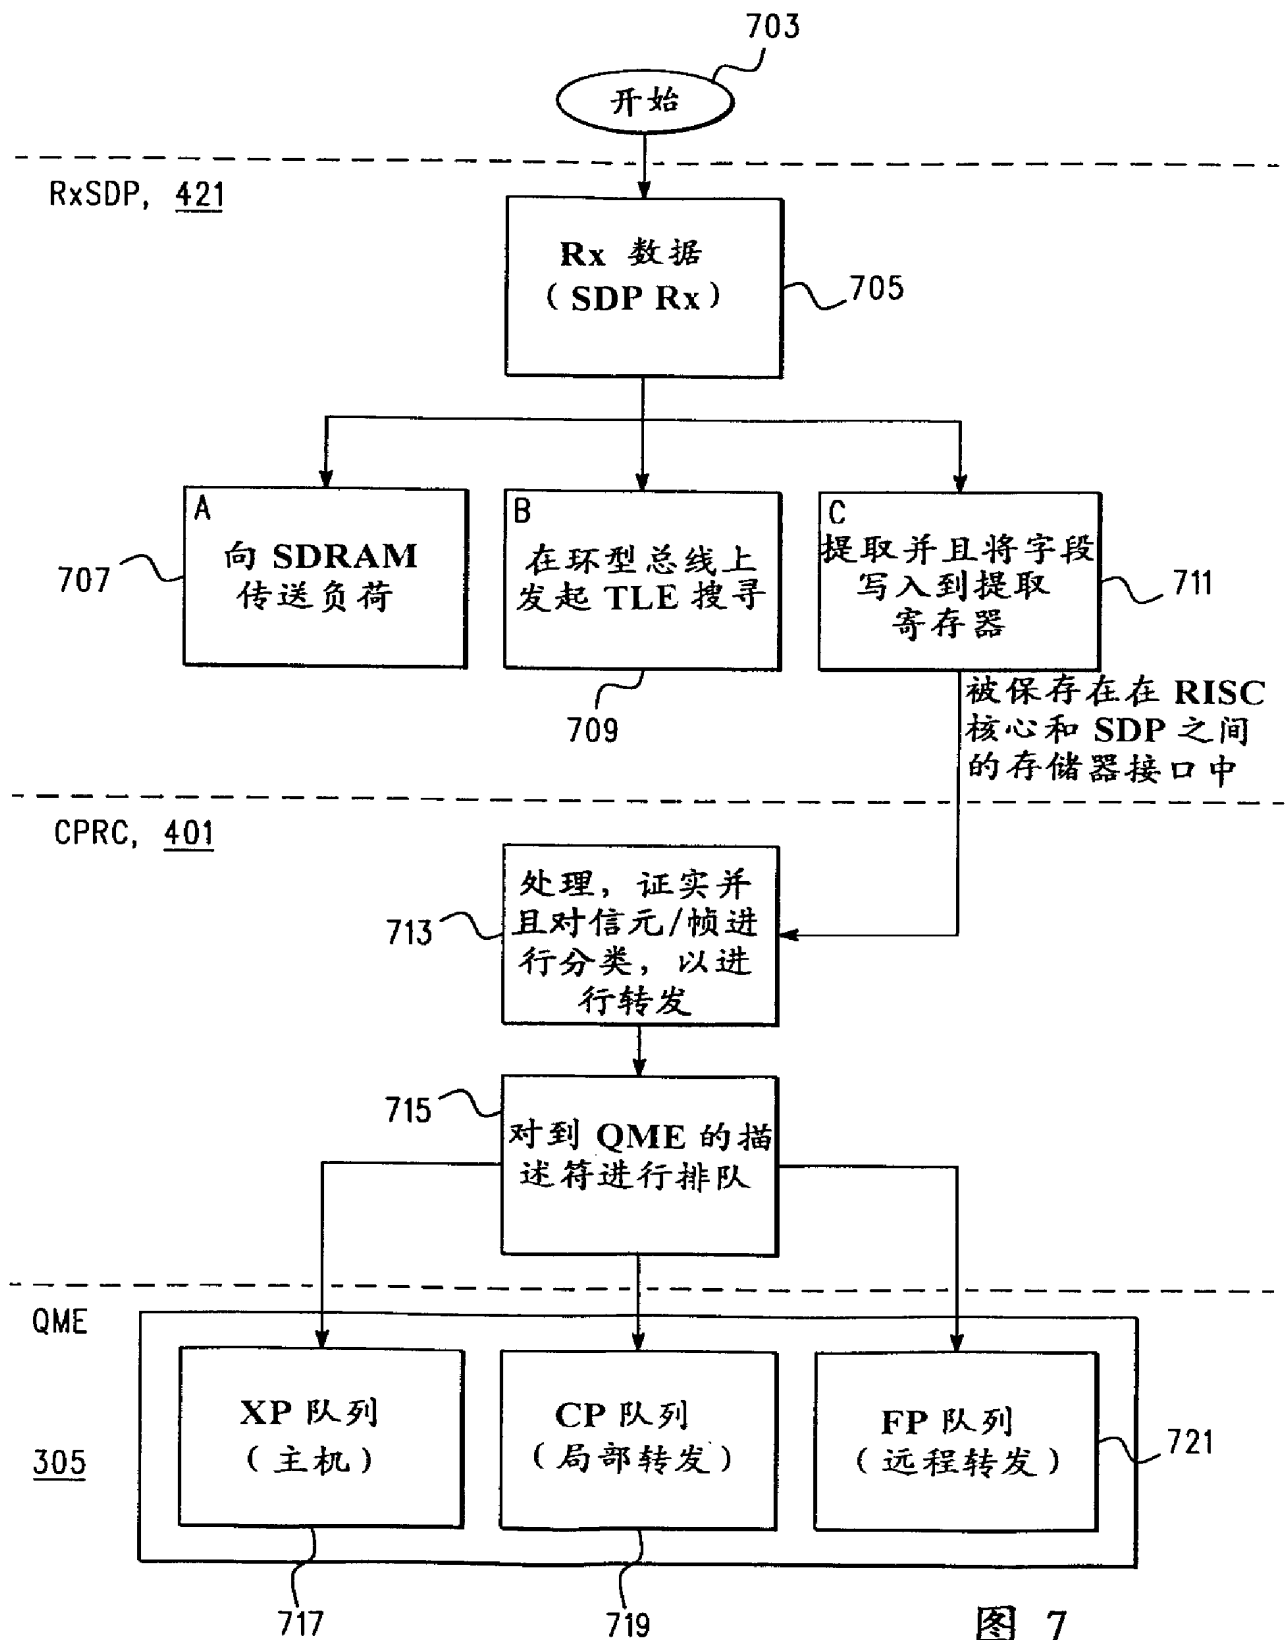 703
开始
RxSDP, 421
Rx 数据
(SDP Rx)
705
A
向 SDRAM
传送负荷
707
B
在环型总线上
发起 TLE 搜寻
709
C
提取并且将字段
写入到提取
寄存器
711
被保存在在 RISC
核心和 SDP 之间
的存储器接口中
CPRC, 401
处理，证实并
且对信元/帧进
行分类，以进
行转发
713
715
对到 QME 的描
述符进行排队
QME
305
XP 队列
(主机)
717
CP 队列
(局部转发)
719
FP 队列
(远程转发)
721
图 7